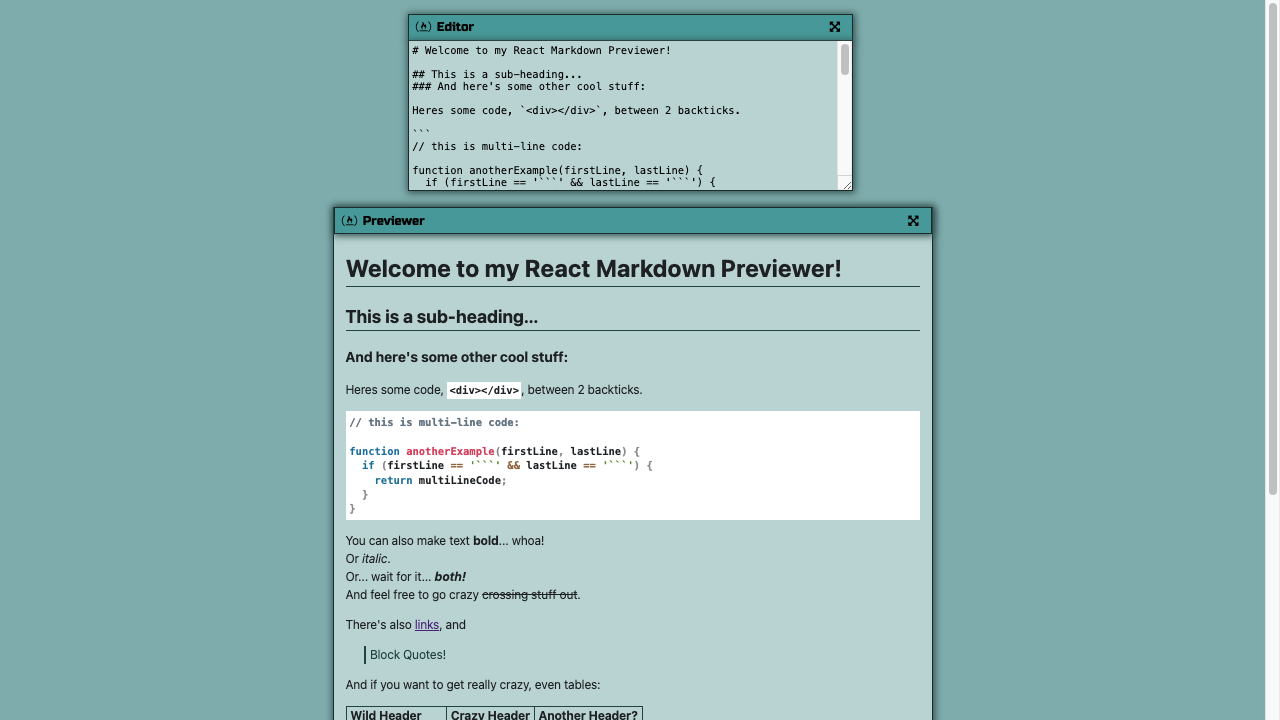 Editor
# Welcome to my React Markdown Previewer!
## This is a sub-heading...
### And here's some other cool stuff:
Heres some code, `<div></div>`, between 2 backticks.
```
// this is multi-line code:
function anotherExample(firstLine, lastLine) {
  if (firstLine == '```' && lastLine == '```') {
Previewer
Welcome to my React Markdown Previewer!
This is a sub-heading...
And here's some other cool stuff:
Heres some code, <div></div>, between 2 backticks.
// this is multi-line code:
function anotherExample(firstLine, lastLine) {
  if (firstLine == '```' && lastLine == '```') {
    return multiLineCode;
  }
}
You can also make text bold... whoa!
Or italic.
Or... wait for it... both!
And feel free to go crazy crossing stuff out.
There's also links, and
Block Quotes!
And if you want to get really crazy, even tables:
Wild Header Crazy Header Another Header?